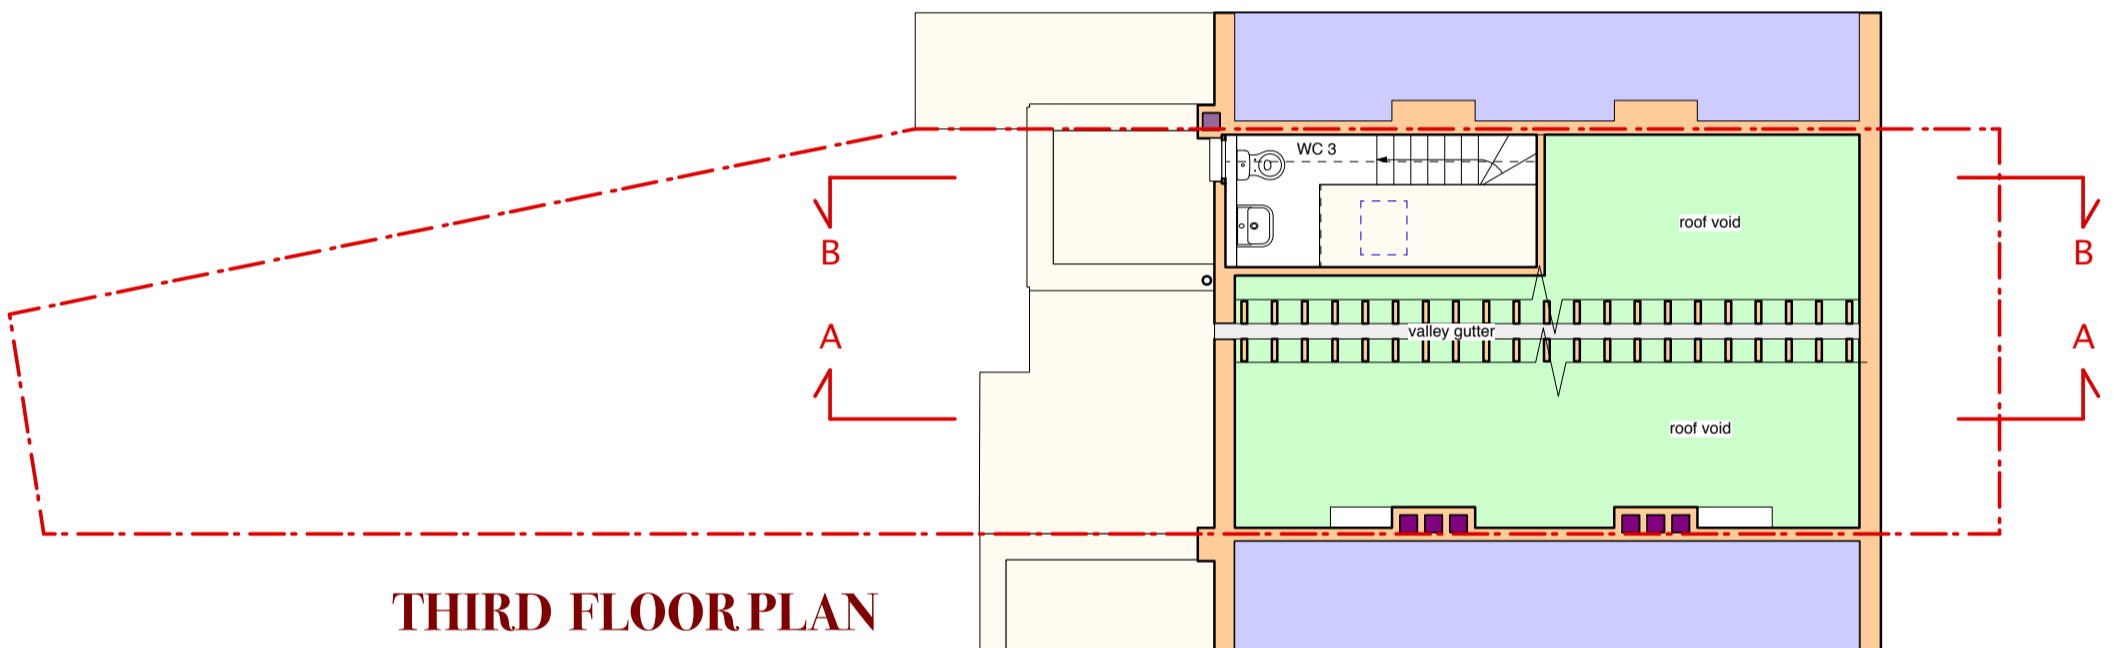 WC 3
roof void
B
B
valley gutter
A
A
roof void
THIRD FLOOR PLAN